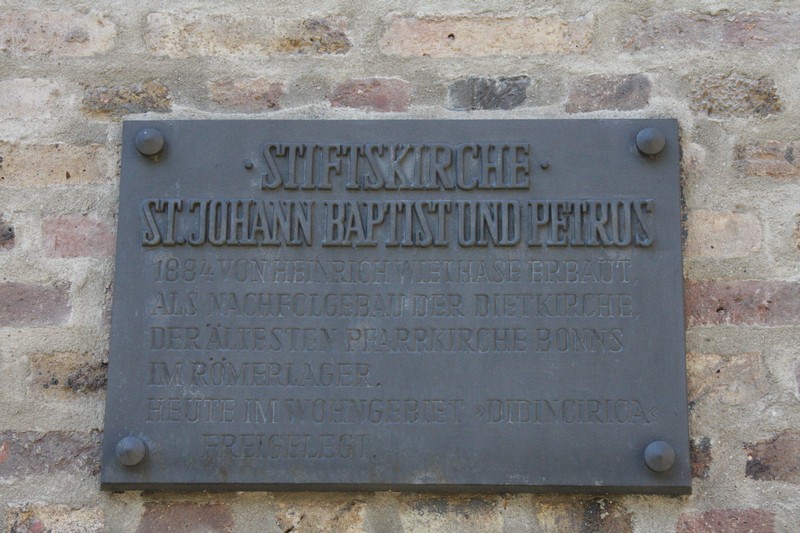 · STIFTSKIRCHE ·
ST. JOHANN BAPTIST UND PETRUS
1884 VON HEINRICH WIETHASE ERBAUT,
ALS NACHFOLGEBAU DER DIETKIRCHE,
DER ÄLTESTEN PFARRKIRCHE BONNS
IM RÖMERLAGER.
HEUTE IM WOHNGEBIET »DIDINCIRICA«
FREIGELEGT.